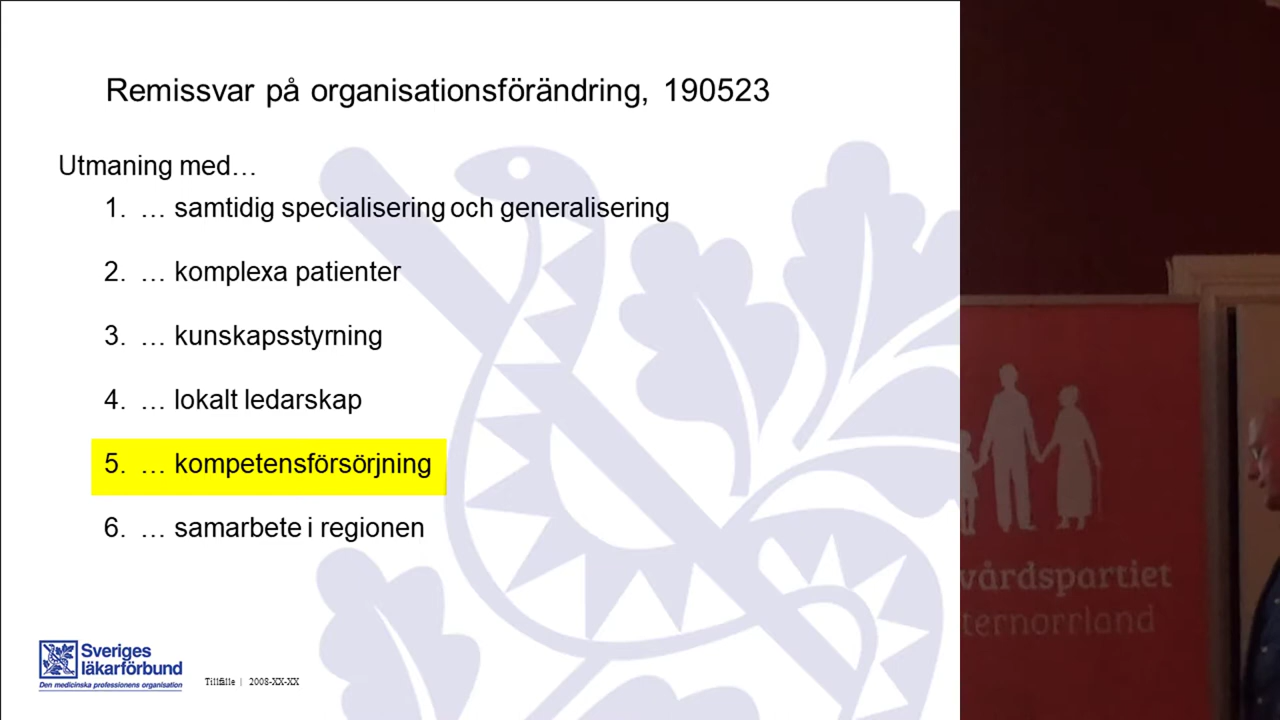 Remissvar på organisationsförändring, 190523
Utmaning med…
1. … samtidig specialisering och generalisering
2. … komplexa patienter
3. … kunskapsstyrning
4. … lokalt ledarskap
5. … kompetensförsörjning
6. … samarbete i regionen
Sveriges
läkarförbund
Den medicinska professionens organisation
Tillfälle | 2008-XX-XX
vårdspartiet
ternorrland